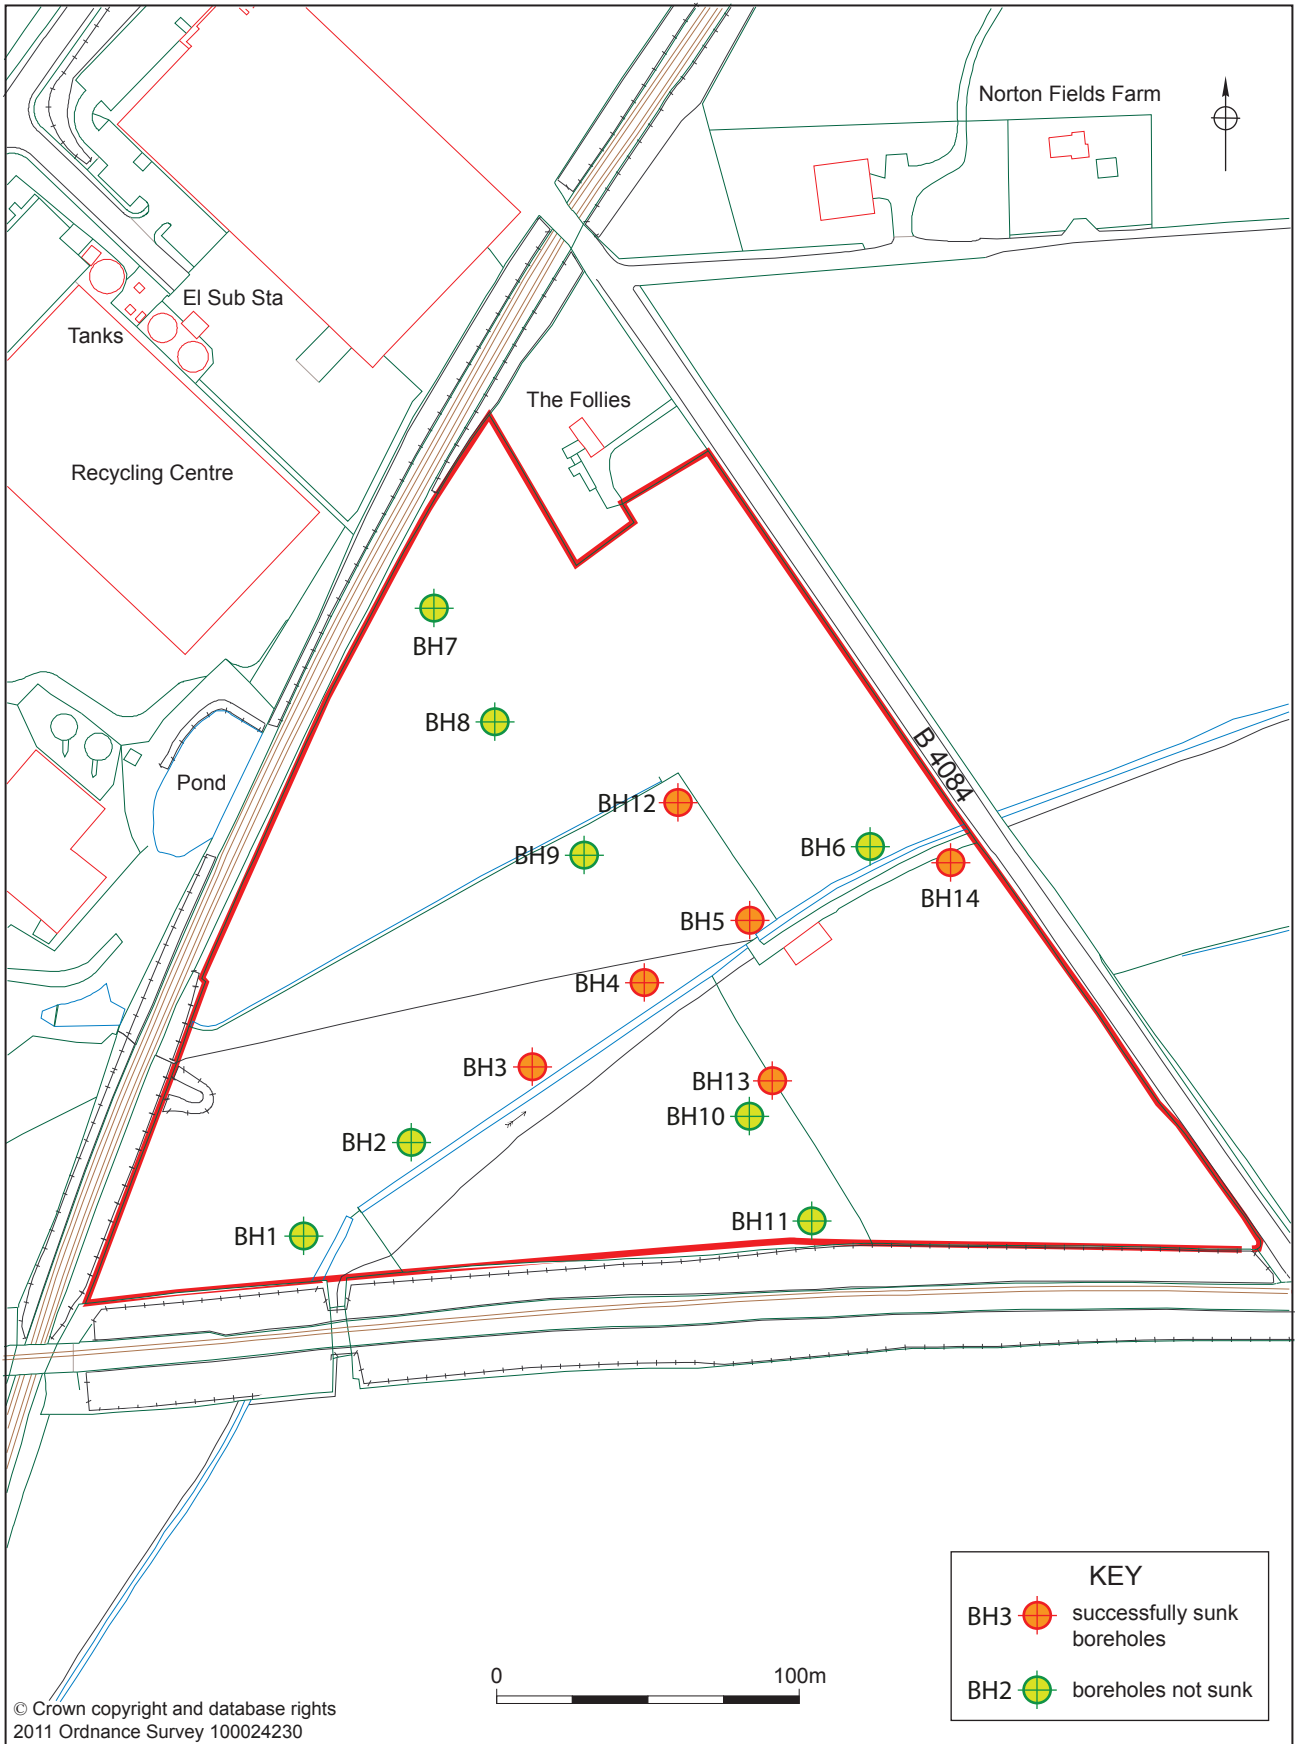 Norton Fields Farm
El Sub Sta
Tanks
The Follies
Recycling Centre
BH7
BH8
B 4084
Pond
BH12
BH6
BH9
BH14
BH5
BH4
BH3
BH13
BH10
BH2
BH11
BH1
KEY
BH3 successfully sunk
boreholes
BH2 boreholes not sunk
0 100m
© Crown copyright and database rights
2011 Ordnance Survey 100024230